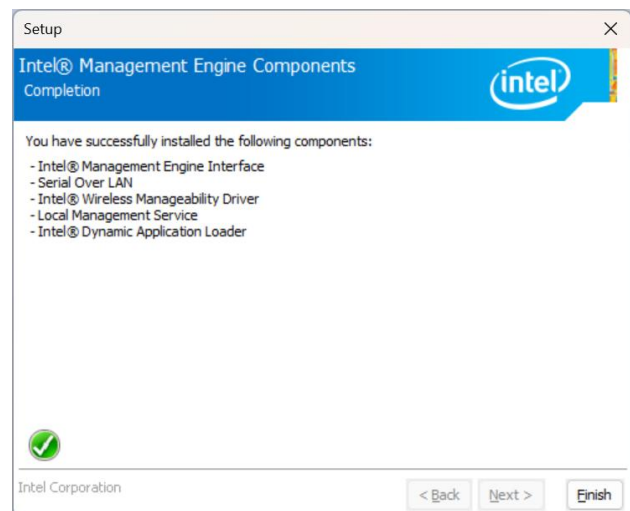 Setup
Intel® Management Engine Components
Completion
intel
You have successfully installed the following components:
- Intel® Management Engine Interface
- Serial Over LAN
- Intel® Wireless Manageability Driver
- Local Management Service
- Intel® Dynamic Application Loader
Intel Corporation
< Back Next > Finish